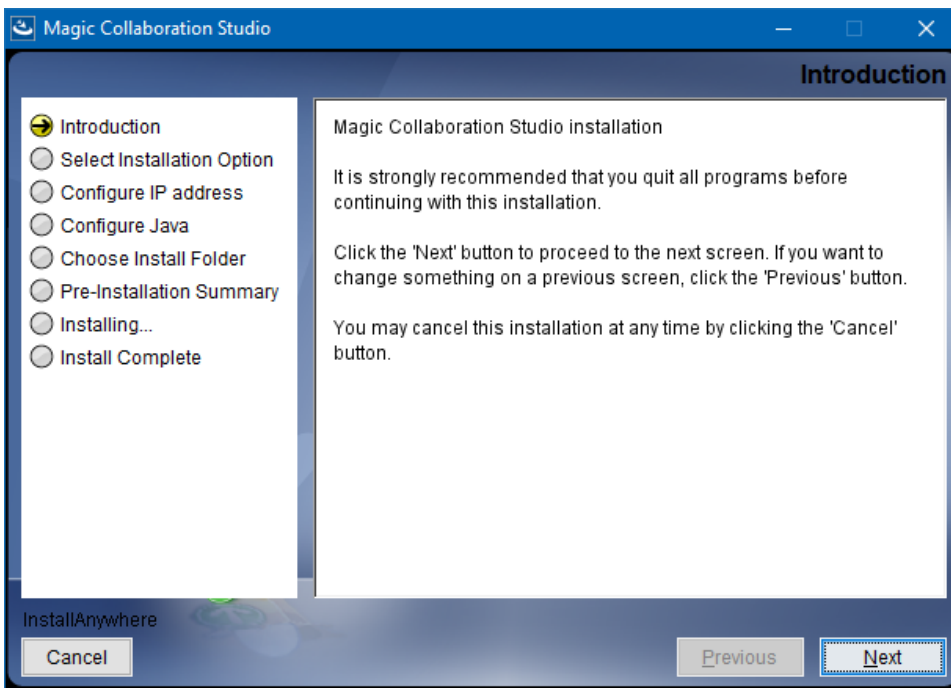 Magic Collaboration Studio
Introduction
Introduction
Select Installation Option
Configure IP address
Configure Java
Choose Install Folder
Pre-Installation Summary
Installing...
Install Complete
Magic Collaboration Studio installation
It is strongly recommended that you quit all programs before
continuing with this installation.
Click the 'Next' button to proceed to the next screen. If you want to
change something on a previous screen, click the 'Previous' button.
You may cancel this installation at any time by clicking the 'Cancel'
button.
InstallAnywhere
Cancel
Previous
Next